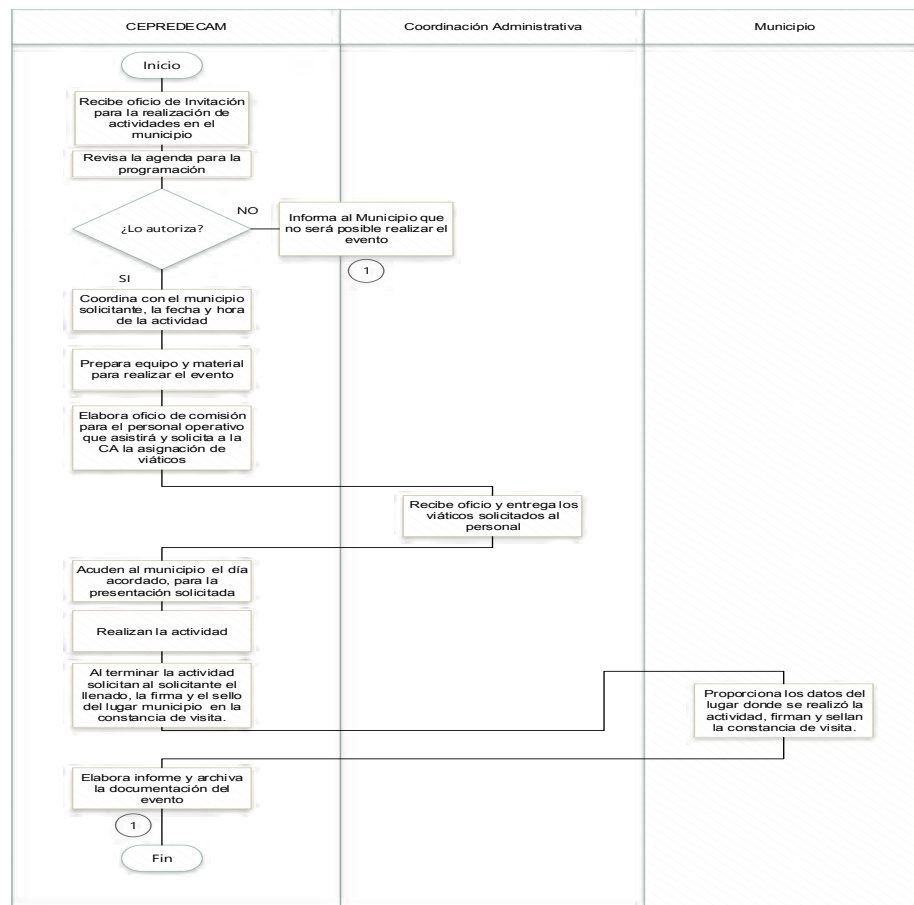 CEPREDECAM
Coordinación Administrativa
Municipio
Inicio
Recibe oficio de Invitación
para la realización de
actividades en el
municipio
Revisa la agenda para la
programación
¿Lo autoriza?
NO
Informa al Municipio que
no será posible realizar el
evento
1
SI
Coordina con el municipio
solicitante, la fecha y hora
de la actividad
Prepara equipo y material
para realizar el evento
Elabora oficio de comisión
para el personal operativo
que asistirá y solicita a la
CA la asignación de
viáticos
Recibe oficio y entrega los
viáticos solicitados al
personal
Acuden al municipio el día
acordado, para la
presentación solicitada
Realizan la actividad
Al terminar la actividad
solicitan al solicitante el
llenado, la firma y el sello
del lugar municipio en la
constancia de visita.
Proporciona los datos del
lugar donde se realizó la
actividad, firman y sellan
la constancia de visita.
Elabora informe y archiva
la documentación del
evento
1
Fin